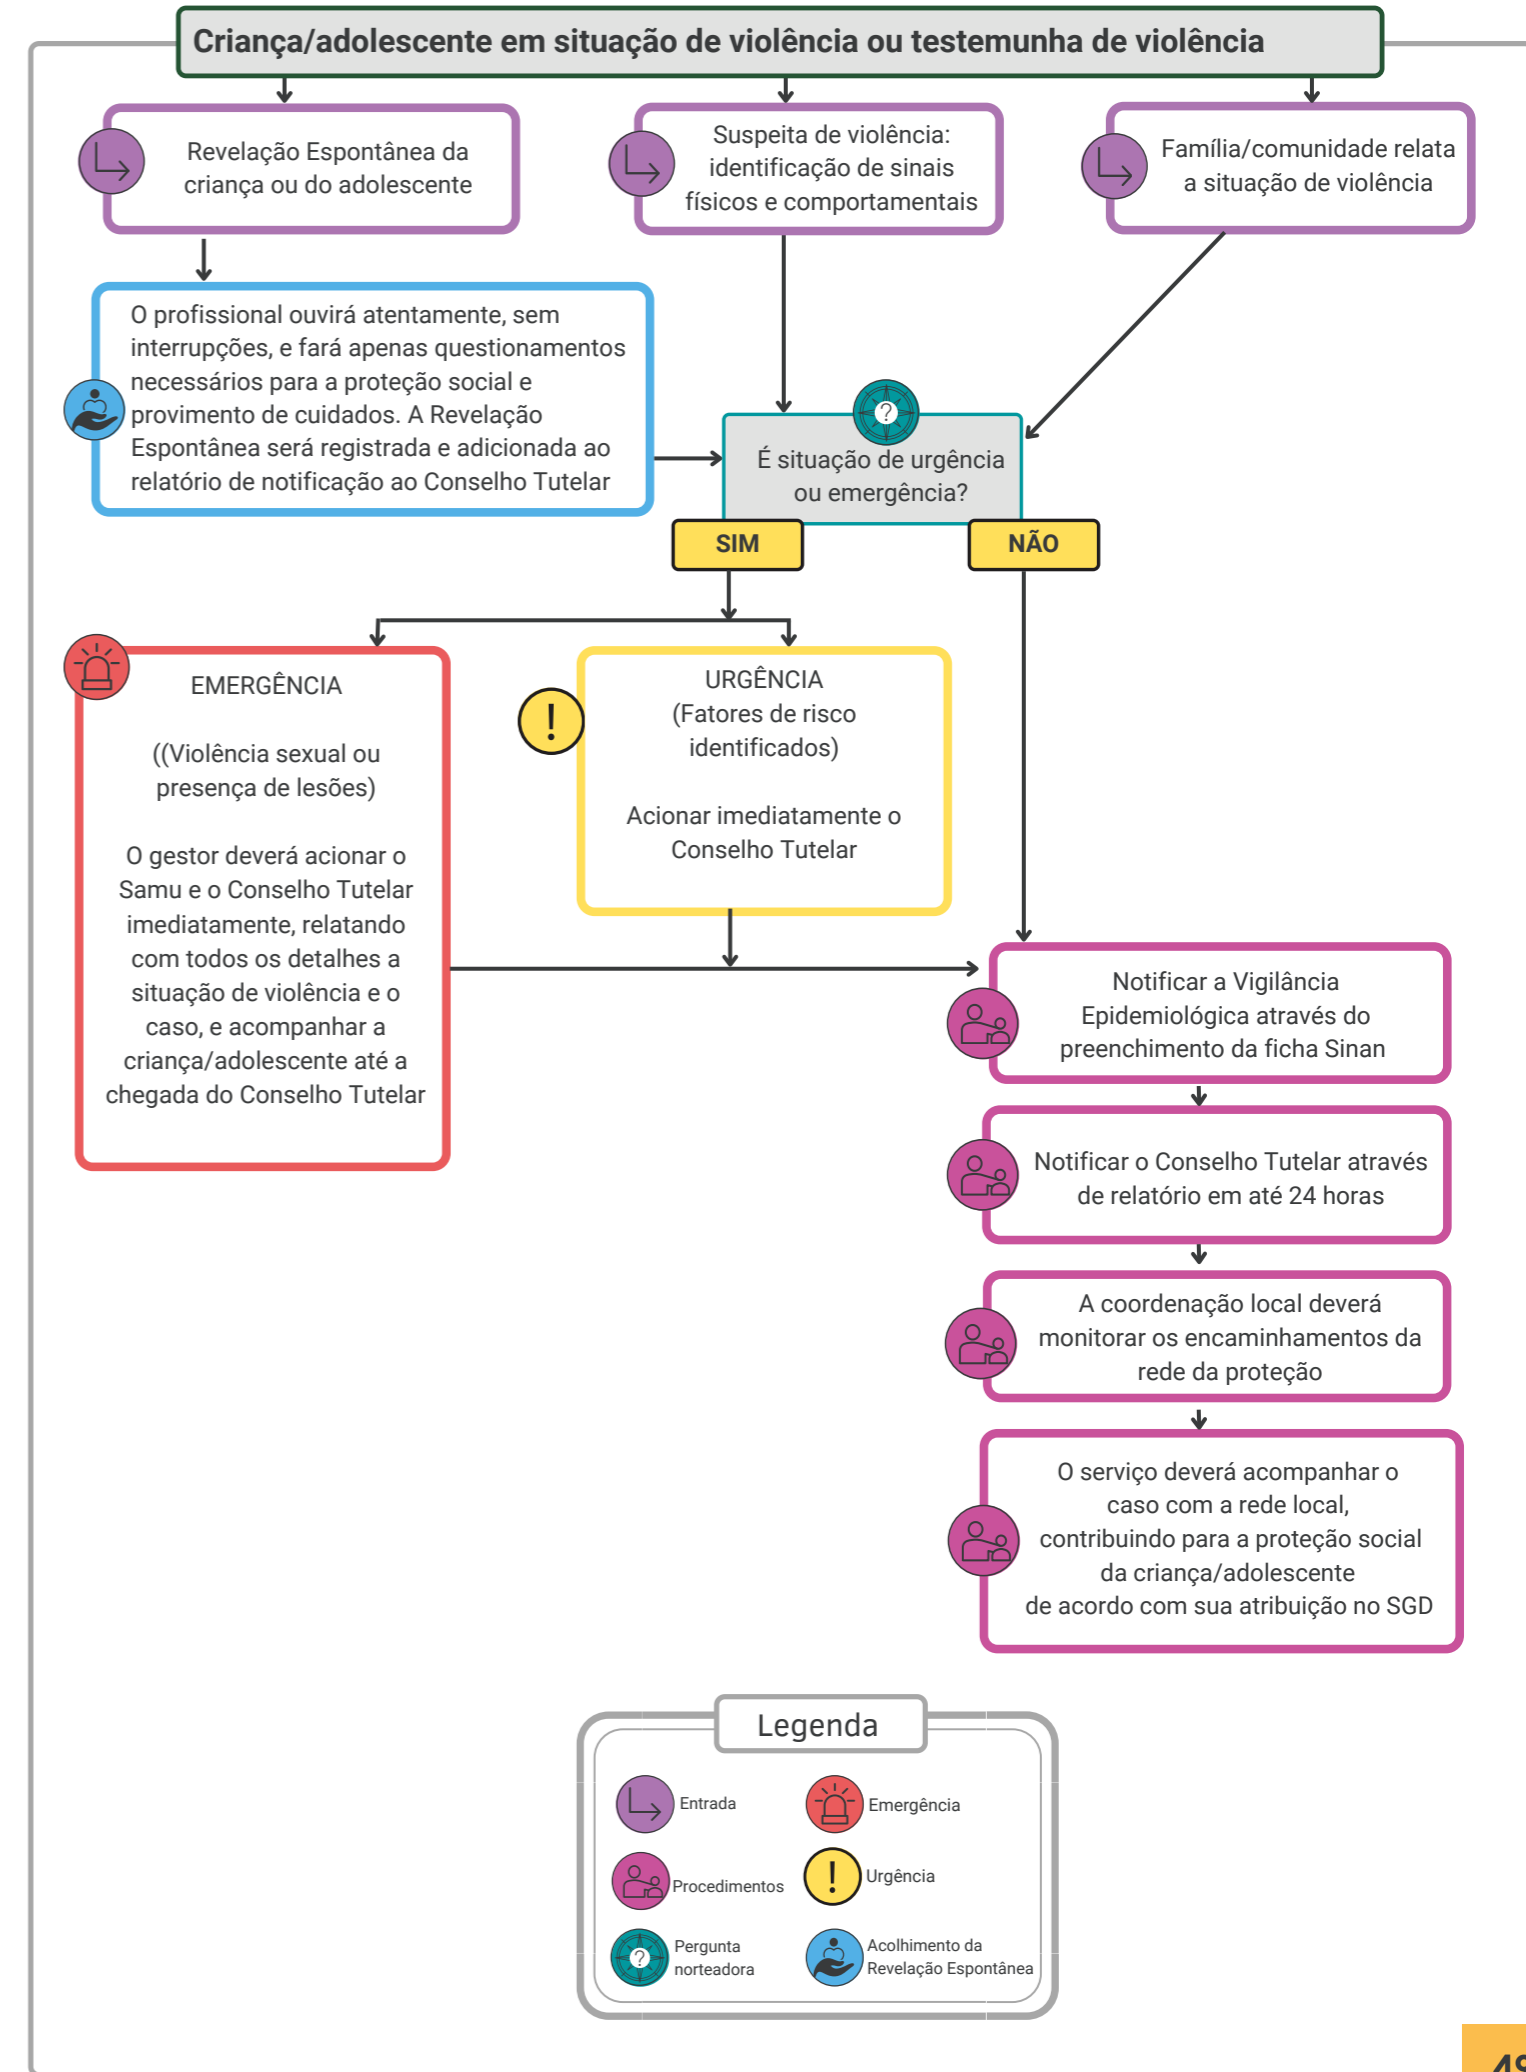 Criança/adolescente em situação de violência ou testemunha de violência
Revelação Espontânea da
criança ou do adolescente
Suspeita de violência:
identificação de sinais
físicos e comportamentais
Família/comunidade relata
a situação de violência
O profissional ouvirá atentamente, sem
interrupções, e fará apenas questionamentos
necessários para a proteção social e
provimento de cuidados. A Revelação
Espontânea será registrada e adicionada ao
relatório de notificação ao Conselho Tutelar
?
É situação de urgência
ou emergência?
SIM
NÃO
EMERGÊNCIA
((Violência sexual ou
presença de lesões)
O gestor deverá acionar o
Samu e o Conselho Tutelar
imediatamente, relatando
com todos os detalhes a
situação de violência e o
caso, e acompanhar a
criança/adolescente até a
chegada do Conselho Tutelar
!
URGÊNCIA
(Fatores de risco
identificados)
Acionar imediatamente o
Conselho Tutelar
Notificar a Vigilância
Epidemiológica através do
preenchimento da ficha Sinan
Notificar o Conselho Tutelar através
de relatório em até 24 horas
A coordenação local deverá
monitorar os encaminhamentos da
rede da proteção
O serviço deverá acompanhar o
caso com a rede local,
contribuindo para a proteção social
da criança/adolescente
de acordo com sua atribuição no SGD
Legenda
Entrada
Emergência
Procedimentos
!
Urgência
?
Pergunta
norteadora
Acolhimento da
Revelação Espontânea